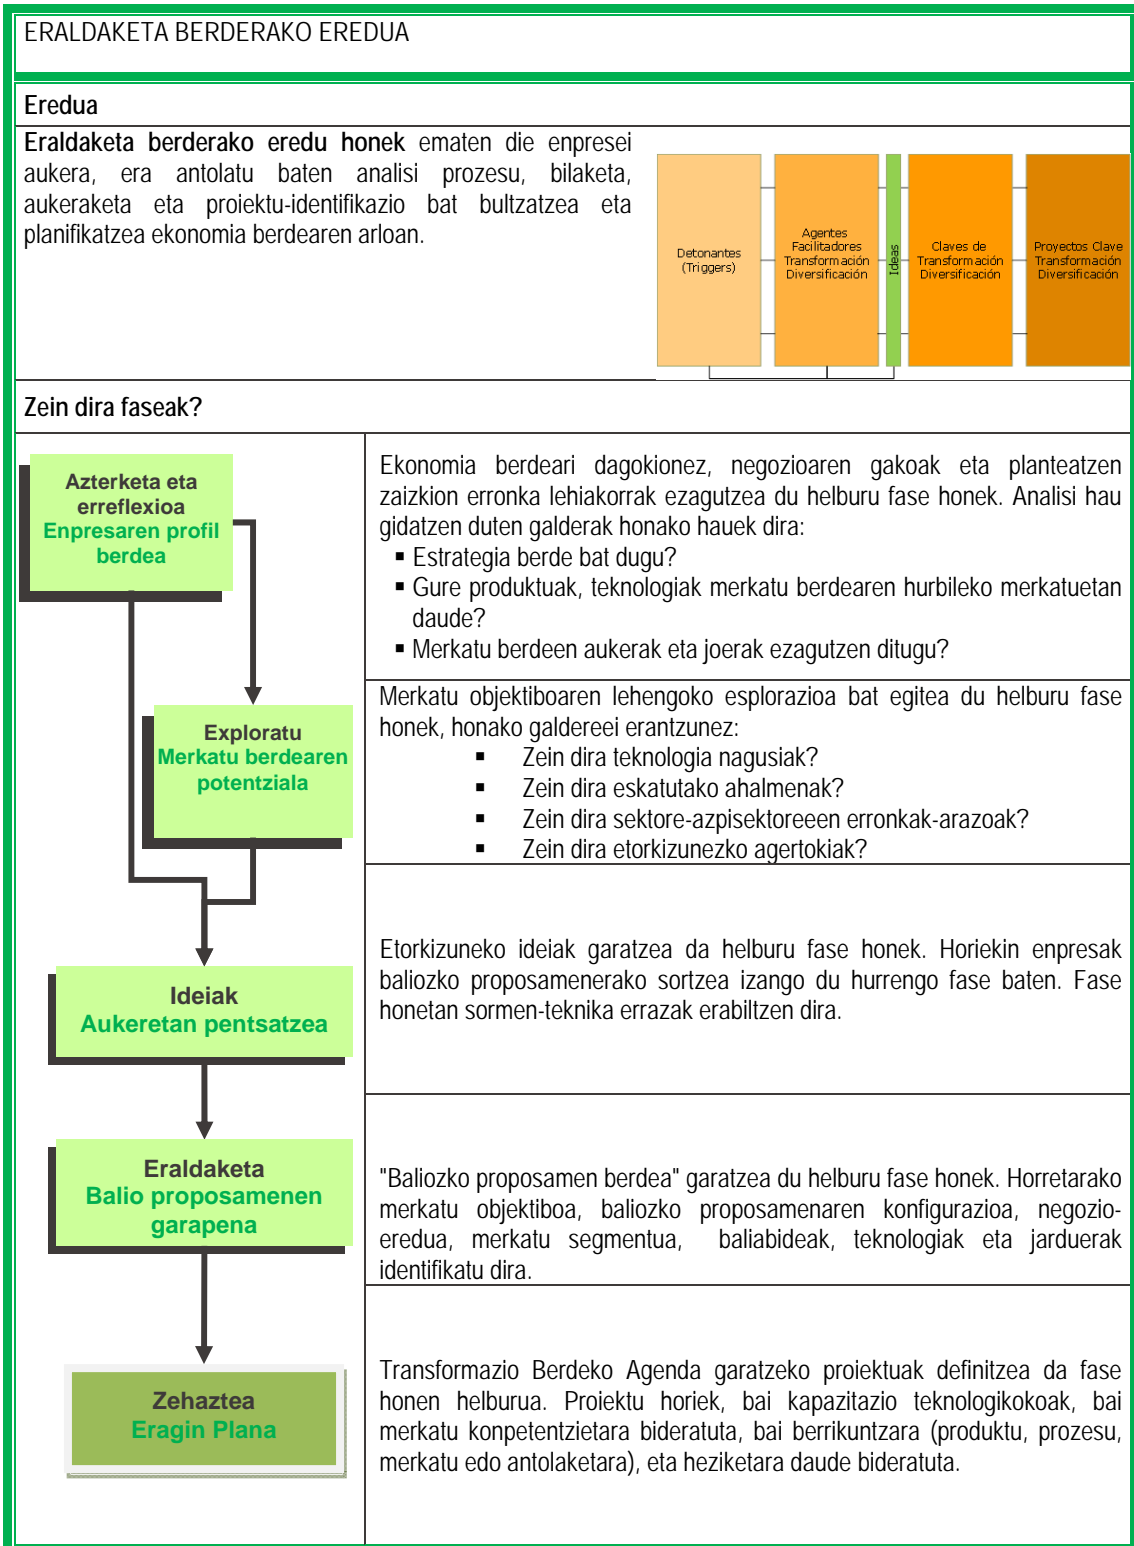 ERALDAKETA BERDERAKO EREDUA
Eredua
Eraldaketa berderako eredu honek ematen die enpresei
aukera, era antolatu baten analisi prozesu, bilaketa,
aukeraketa eta proiektu-identifikazio bat bultzatzea eta
planifikatzea ekonomia berdearen arloan.
Detonantes
(Triggers)
Agentes
Facilitadores
Transformación
Diversificación
Ideas
Claves de
Transformación
Diversificación
Proyectos Clave
Transformación
Diversificación
Zein dira faseak?
Azterketa eta
erreflexioa
Enpresaren profil
berdea
Ekonomia berdeari dagokionez, negozioaren gakoak eta planteatzen
zaizkion erronka lehiakorrak ezagutzea du helburu fase honek. Analisi hau
gidatzen duten galderak honako hauek dira:
▪ Estrategia berde bat dugu?
▪ Gure produktuak, teknologiak merkatu berdearen hurbileko merkatuetan
daude?
▪ Merkatu berdeen aukerak eta joerak ezagutzen ditugu?
Exploratu
Merkatu berdearen
potentziala
Merkatu objektiboaren lehengoko esplorazioa bat egitea du helburu fase
honek, honako galdereei erantzunez:
▪ Zein dira teknologia nagusiak?
▪ Zein dira eskatutako ahalmenak?
▪ Zein dira sektore-azpisektoreeen erronkak-arazoak?
▪ Zein dira etorkizunezko agertokiak?
Ideiak
Aukeretan pentsatzea
Etorkizuneko ideiak garatzea da helburu fase honek. Horiekin enpresak
baliozko proposamenerako sortzea izango du hurrengo fase baten. Fase
honetan sormen-teknika errazak erabiltzen dira.
Eraldaketa
Balio proposamenen
garapena
"Baliozko proposamen berdea" garatzea du helburu fase honek. Horretarako
merkatu objektiboa, baliozko proposamenaren konfigurazioa, negozio-
eredua, merkatu segmentua, baliabideak, teknologiak eta jarduerak
identifikatu dira.
Zehaztea
Eragin Plana
Transformazio Berdeko Agenda garatzeko proiektuak definitzea da fase
honen helburua. Proiektu horiek, bai kapazitazio teknologikokoak, bai
merkatu konpetentzietara bideratuta, bai berrikuntzara (produktu, prozesu,
merkatu edo antolaketara), eta heziketara daude bideratuta.